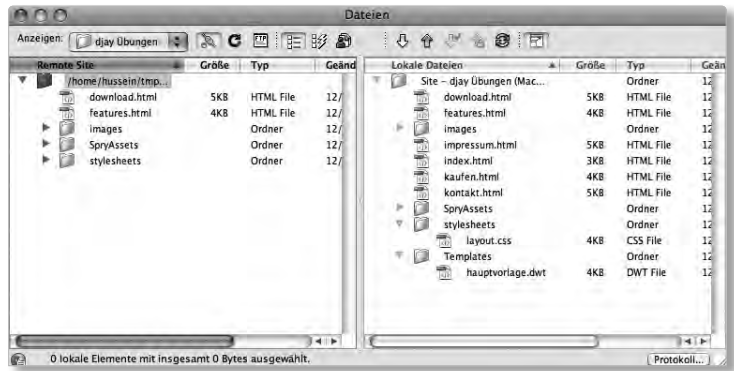 Dateien
Anzeigen: djay Übungen FTP
Remote Site Größe Typ Geänd
/home/hussein/tmp...
download.html 5KB HTML File 12/
features.html 4KB HTML File 12/
images Ordner 12/
SpryAssets Ordner 12/
stylesheets Ordner 12/
Lokale Dateien Größe Typ Geän
Site – djay Übungen (Mac... Ordner 12
download.html 5KB HTML File 12
features.html 4KB HTML File 12
images Ordner 12
impressum.html 5KB HTML File 12
index.html 3KB HTML File 12
kaufen.html 4KB HTML File 12
kontakt.html 5KB HTML File 12
SpryAssets Ordner 12
stylesheets Ordner 12
layout.css 4KB CSS File 12
Templates Ordner 12
hauptvorlage.dwt 4KB DWT File 12
0 lokale Elemente mit insgesamt 0 Bytes ausgewählt.
Protokoll...